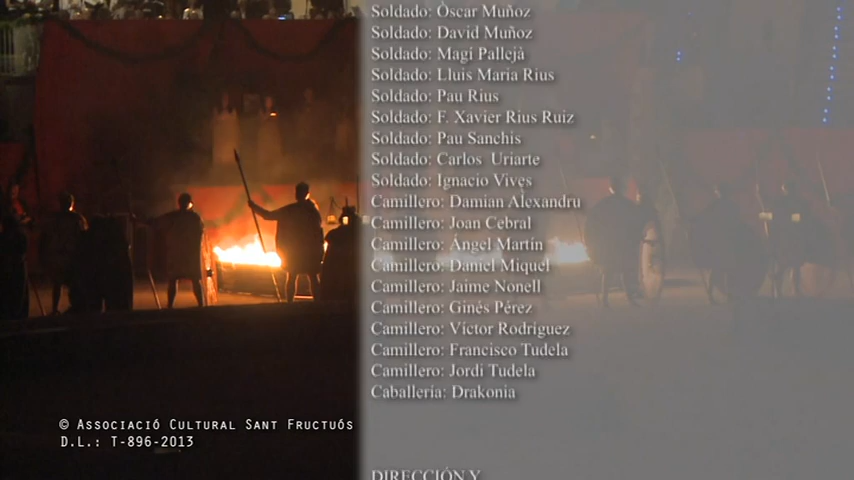 Soldado: Óscar Muñoz
Soldado: David Muñoz
Soldado: Magí Pallejà
Soldado: Lluis Maria Rius
Soldado: Pau Rius
Soldado: F. Xavier Rius Ruiz
Soldado: Pau Sanchis
Soldado: Carlos Uriarte
Soldado: Ignacio Vives
Camillero: Damian Alexandru
Camillero: Joan Cebral
Camillero: Ángel Martín
Camillero: Daniel Miquel
Camillero: Jaime Nonell
Camillero: Ginés Pérez
Camillero: Víctor Rodríguez
Camillero: Francisco Tudela
Camillero: Jordi Tudela
Caballería: Drakonia
© Associació Cultural Sant Fructuós
D.L.: T-896-2013
DIRECCIÓN Y